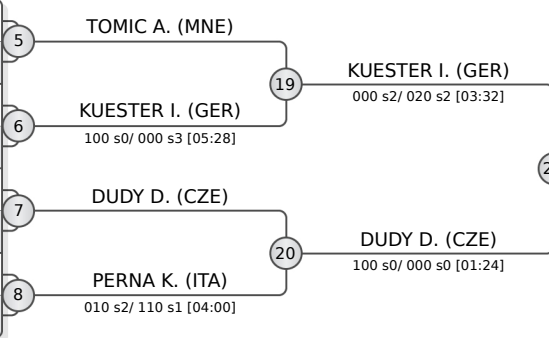 TOMIC A. (MNE)
5
19
KUESTER I. (GER)
000 s2/ 020 s2 [03:32]
KUESTER I. (GER)
6
100 s0/ 000 s3 [05:28]
DUDY D. (CZE)
7
20
DUDY D. (CZE)
100 s0/ 000 s0 [01:24]
PERNA K. (ITA)
8
010 s2/ 110 s1 [04:00]